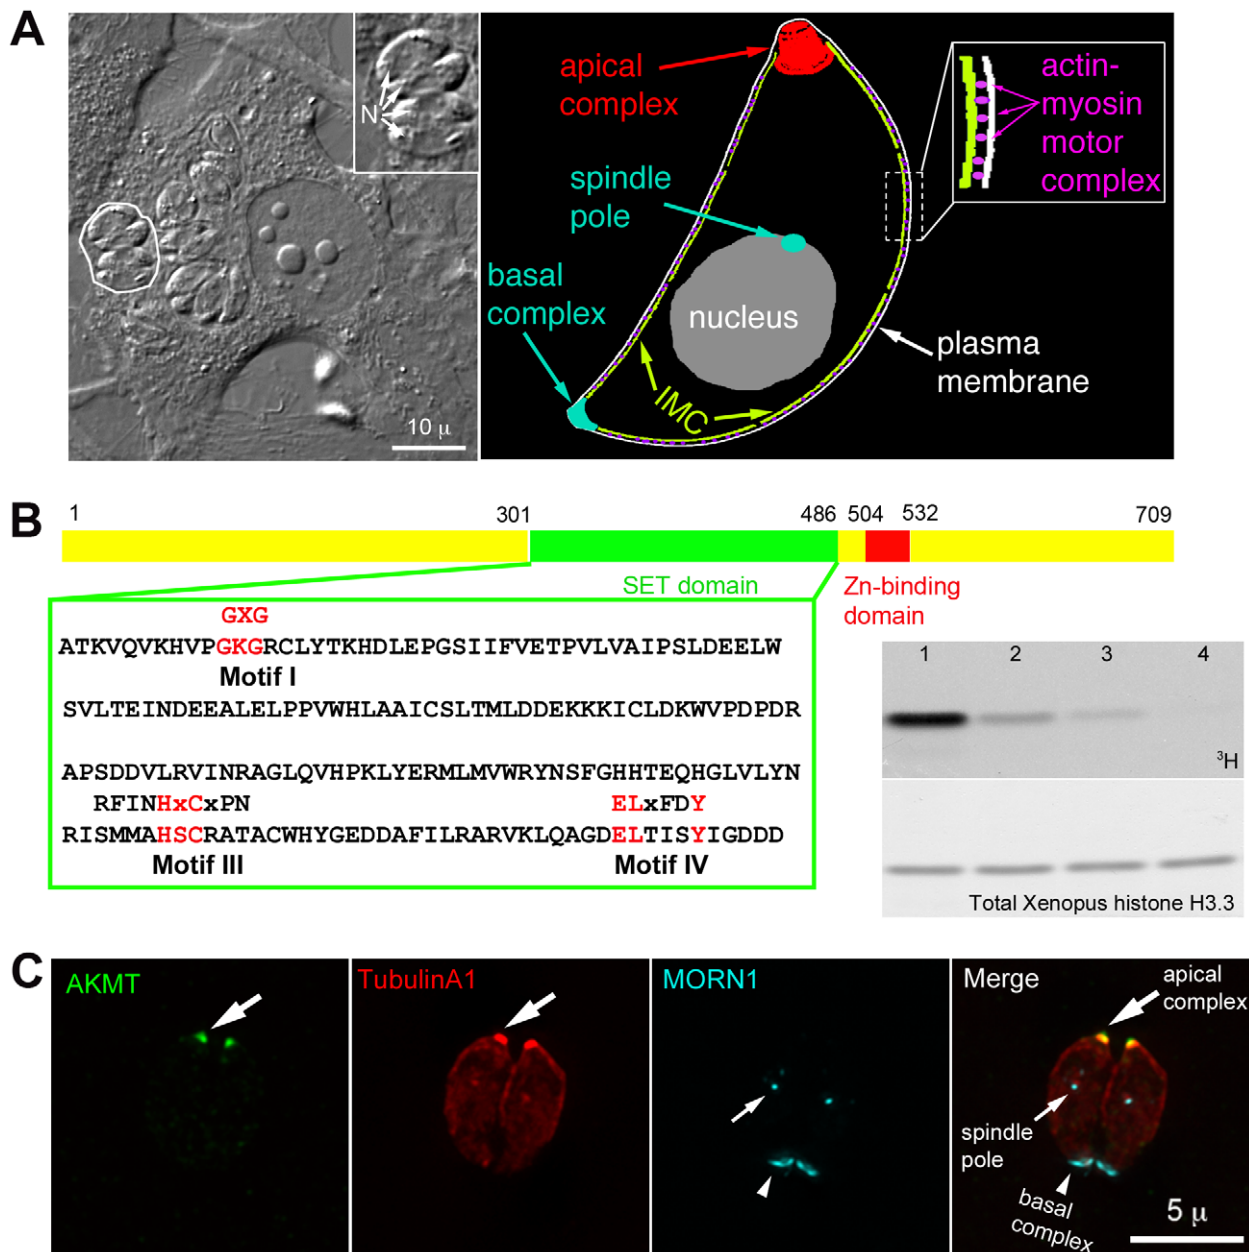 A
N
10 μ
apical
complex
spindle
pole
basal
complex
nucleus
IMC
plasma
membrane
actin-
myosin
motor
complex
B
1 301 486 504 532 709
SET domain
Zn-binding
domain
GXG
ATKVQVKHVPGKGRCLYTKHDLEPGSIIFVETPVLVAIPSLDEELW
Motif I
SVLTEINDEEALELPPVWHLAAICSLTMLDDEKKKICLDKWVPDPDR
APSDDVLRVINRAGLQVHPKLYERMLMVWRYNSFGHHTEQHGLVLYN
RFINHxCxPN ELxFDY
RISMMAHSCRATACWHYGEDDAFILRARVKLQAGDELTISYIGDDD
Motif III Motif IV
1 2 3 4
³H
Total Xenopus histone H3.3
C
AKMT
TubulinA1
MORN1
Merge
apical
complex
spindle
pole
basal
complex
5 μ